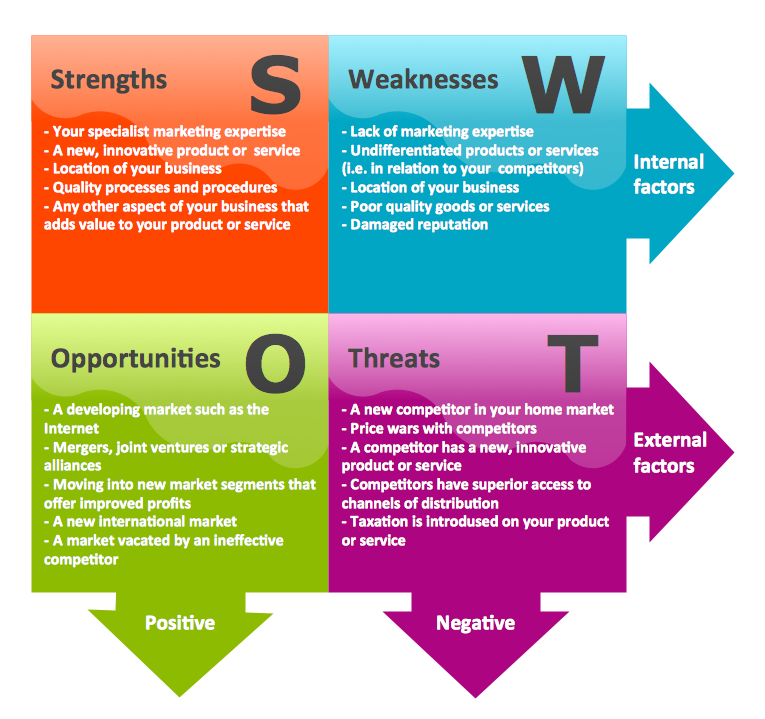 Strengths
S
- Your specialist marketing expertise
- A new, innovative product or  service
- Location of your business
- Quality processes and procedures
- Any other aspect of your business that
adds value to your product or service
Weaknesses
W
- Lack of marketing expertise
- Undifferentiated products or services
(i.e. in relation to your  competitors)
- Location of your business
- Poor quality goods or services
- Damaged reputation
Internal
factors
Opportunities
O
- A developing market such as the
Internet
- Mergers, joint ventures or strategic
alliances
- Moving into new market segments that
offer improved profits
- A new international market
- A market vacated by an ineffective
competitor
Threats
T
- A new competitor in your home market
- Price wars with competitors
- A competitor has a new, innovative
product or service
- Competitors have superior access to
channels of distribution
- Taxation is introdused on your product
or service
External
factors
Positive
Negative